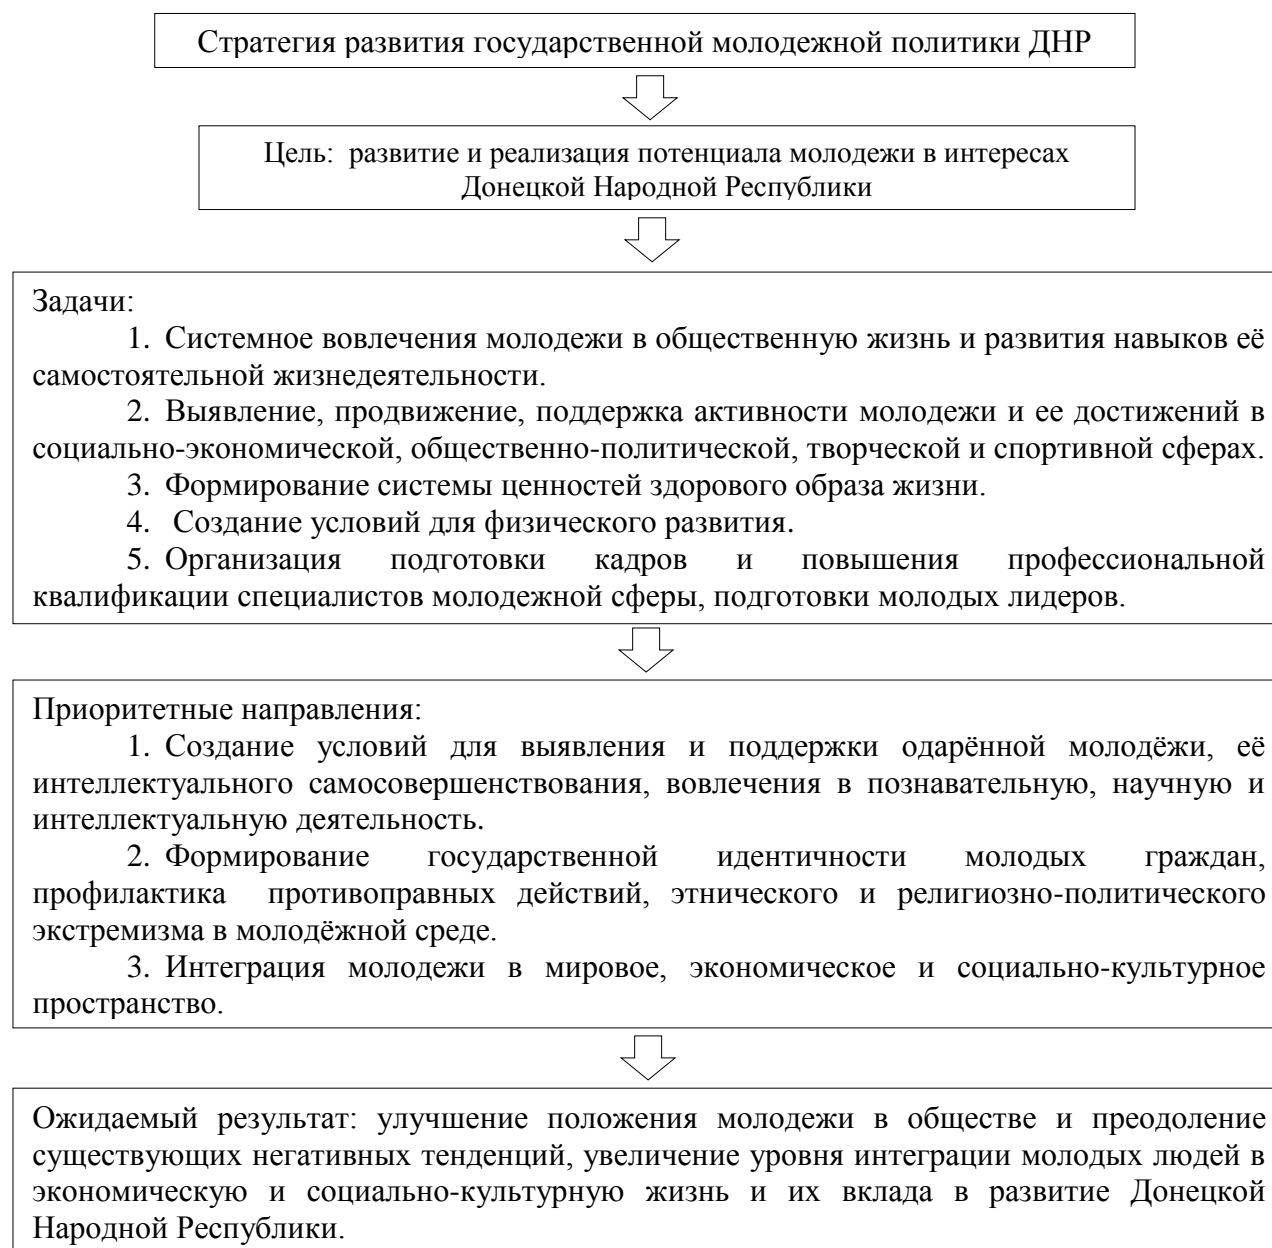 Стратегия развития государственной молодежной политики ДНР
Цель: развитие и реализация потенциала молодежи в интересах
Донецкой Народной Республики
Задачи:
1. Системное вовлечения молодежи в общественную жизнь и развития навыков её
самостоятельной жизнедеятельности.
2. Выявление, продвижение, поддержка активности молодежи и ее достижений в
социально-экономической, общественно-политической, творческой и спортивной сферах.
3. Формирование системы ценностей здорового образа жизни.
4. Создание условий для физического развития.
5. Организация подготовки кадров и повышения профессиональной
квалификации специалистов молодежной сферы, подготовки молодых лидеров.
Приоритетные направления:
1. Создание условий для выявления и поддержки одарённой молодёжи, её
интеллектуального самосовершенствования, вовлечения в познавательную, научную и
интеллектуальную деятельность.
2. Формирование государственной идентичности молодых граждан,
профилактика противоправных действий, этнического и религиозно-политического
экстремизма в молодёжной среде.
3. Интеграция молодежи в мировое, экономическое и социально-культурное
пространство.
Ожидаемый результат: улучшение положения молодежи в обществе и преодоление
существующих негативных тенденций, увеличение уровня интеграции молодых людей в
экономическую и социально-культурную жизнь и их вклада в развитие Донецкой
Народной Республики.